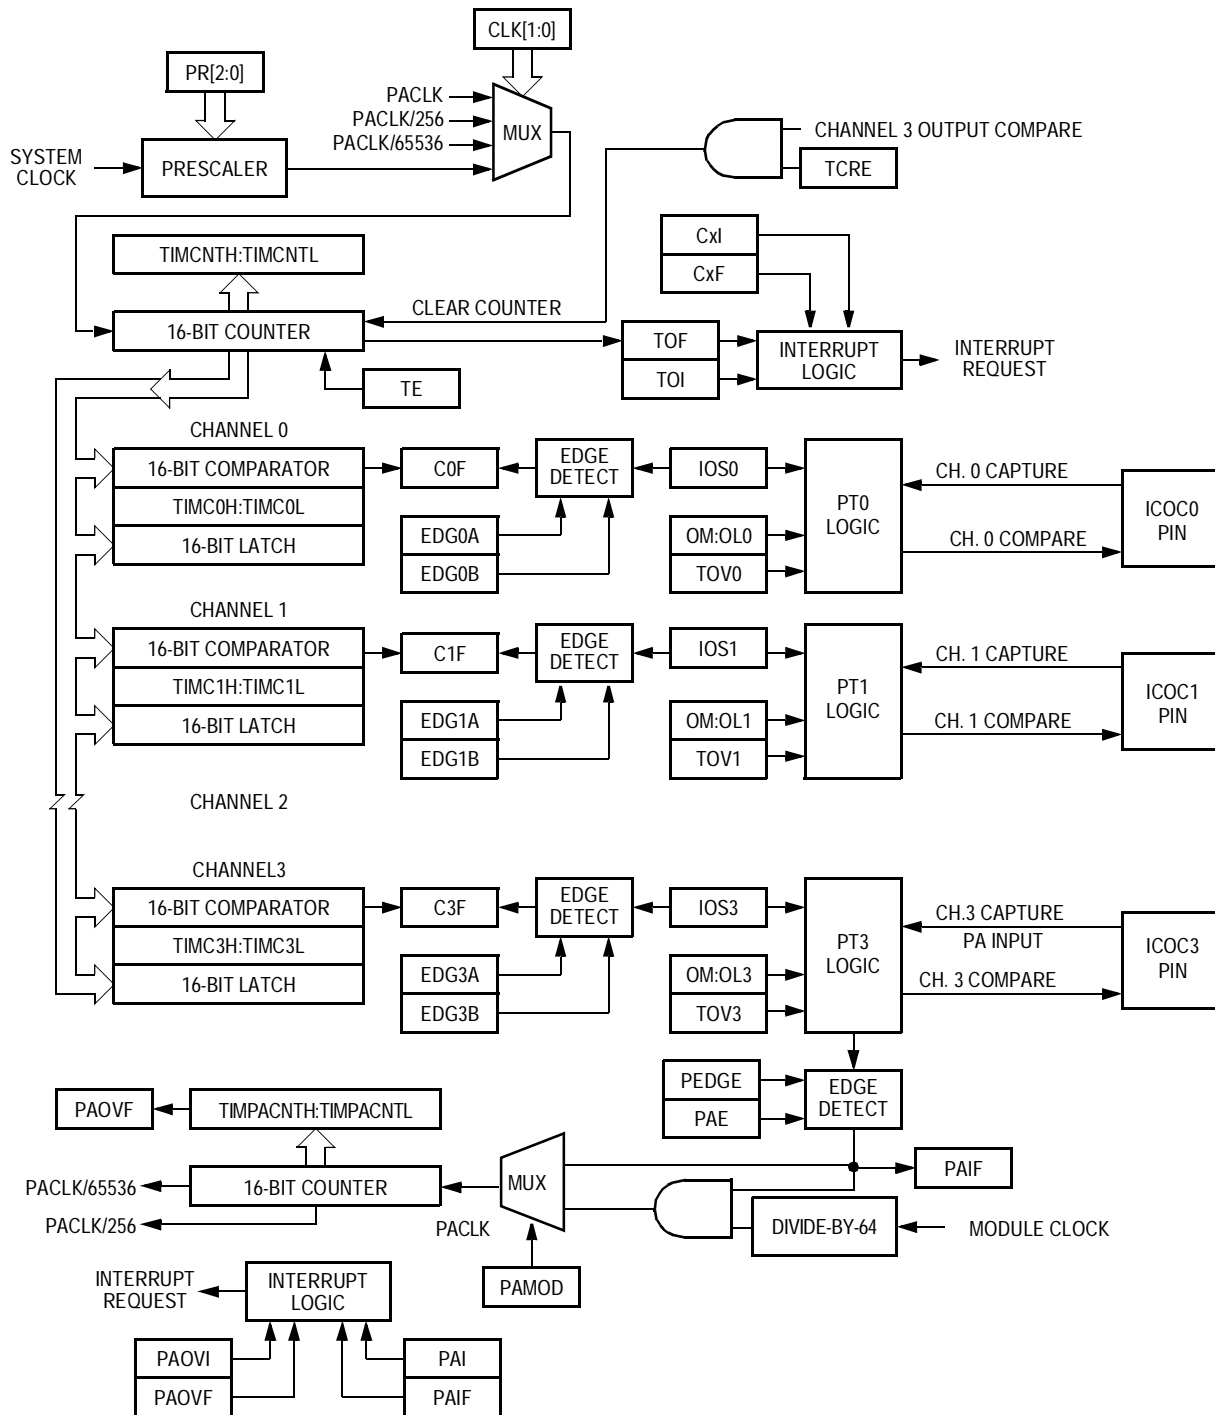 CLK[1:0]
PR[2:0]
PACLK
PACLK/256
PACLK/65536
MUX
SYSTEM
CLOCK
PRESCALER
CHANNEL 3 OUTPUT COMPARE
TCRE
CxI
CxF
TIMCNTH:TIMCNTL
CLEAR COUNTER
16-BIT COUNTER
TOF
TOI
INTERRUPT
LOGIC
INTERRUPT
REQUEST
TE
CHANNEL 0
16-BIT COMPARATOR
TIMC0H:TIMC0L
16-BIT LATCH
C0F
EDGE
DETECT
IOS0
EDG0A
EDG0B
OM:OL0
TOV0
PT0
LOGIC
CH. 0 CAPTURE
CH. 0 COMPARE
ICOC0
PIN
CHANNEL 1
16-BIT COMPARATOR
TIMC1H:TIMC1L
16-BIT LATCH
C1F
EDGE
DETECT
IOS1
EDG1A
EDG1B
OM:OL1
TOV1
PT1
LOGIC
CH. 1 CAPTURE
CH. 1 COMPARE
ICOC1
PIN
CHANNEL 2
CHANNEL3
16-BIT COMPARATOR
TIMC3H:TIMC3L
16-BIT LATCH
C3F
EDGE
DETECT
IOS3
EDG3A
EDG3B
OM:OL3
TOV3
PT3
LOGIC
CH.3 CAPTURE
PA INPUT
CH. 3 COMPARE
ICOC3
PIN
PEDGE
PAE
EDGE
DETECT
PAOVF
TIMPACNTH:TIMPACNTL
PACLK/65536
16-BIT COUNTER
PACLK/256
PACLK
MUX
PAIF
DIVIDE-BY-64
MODULE CLOCK
PAMOD
INTERRUPT
REQUEST
INTERRUPT
LOGIC
PAOVI
PAOVF
PAI
PAIF